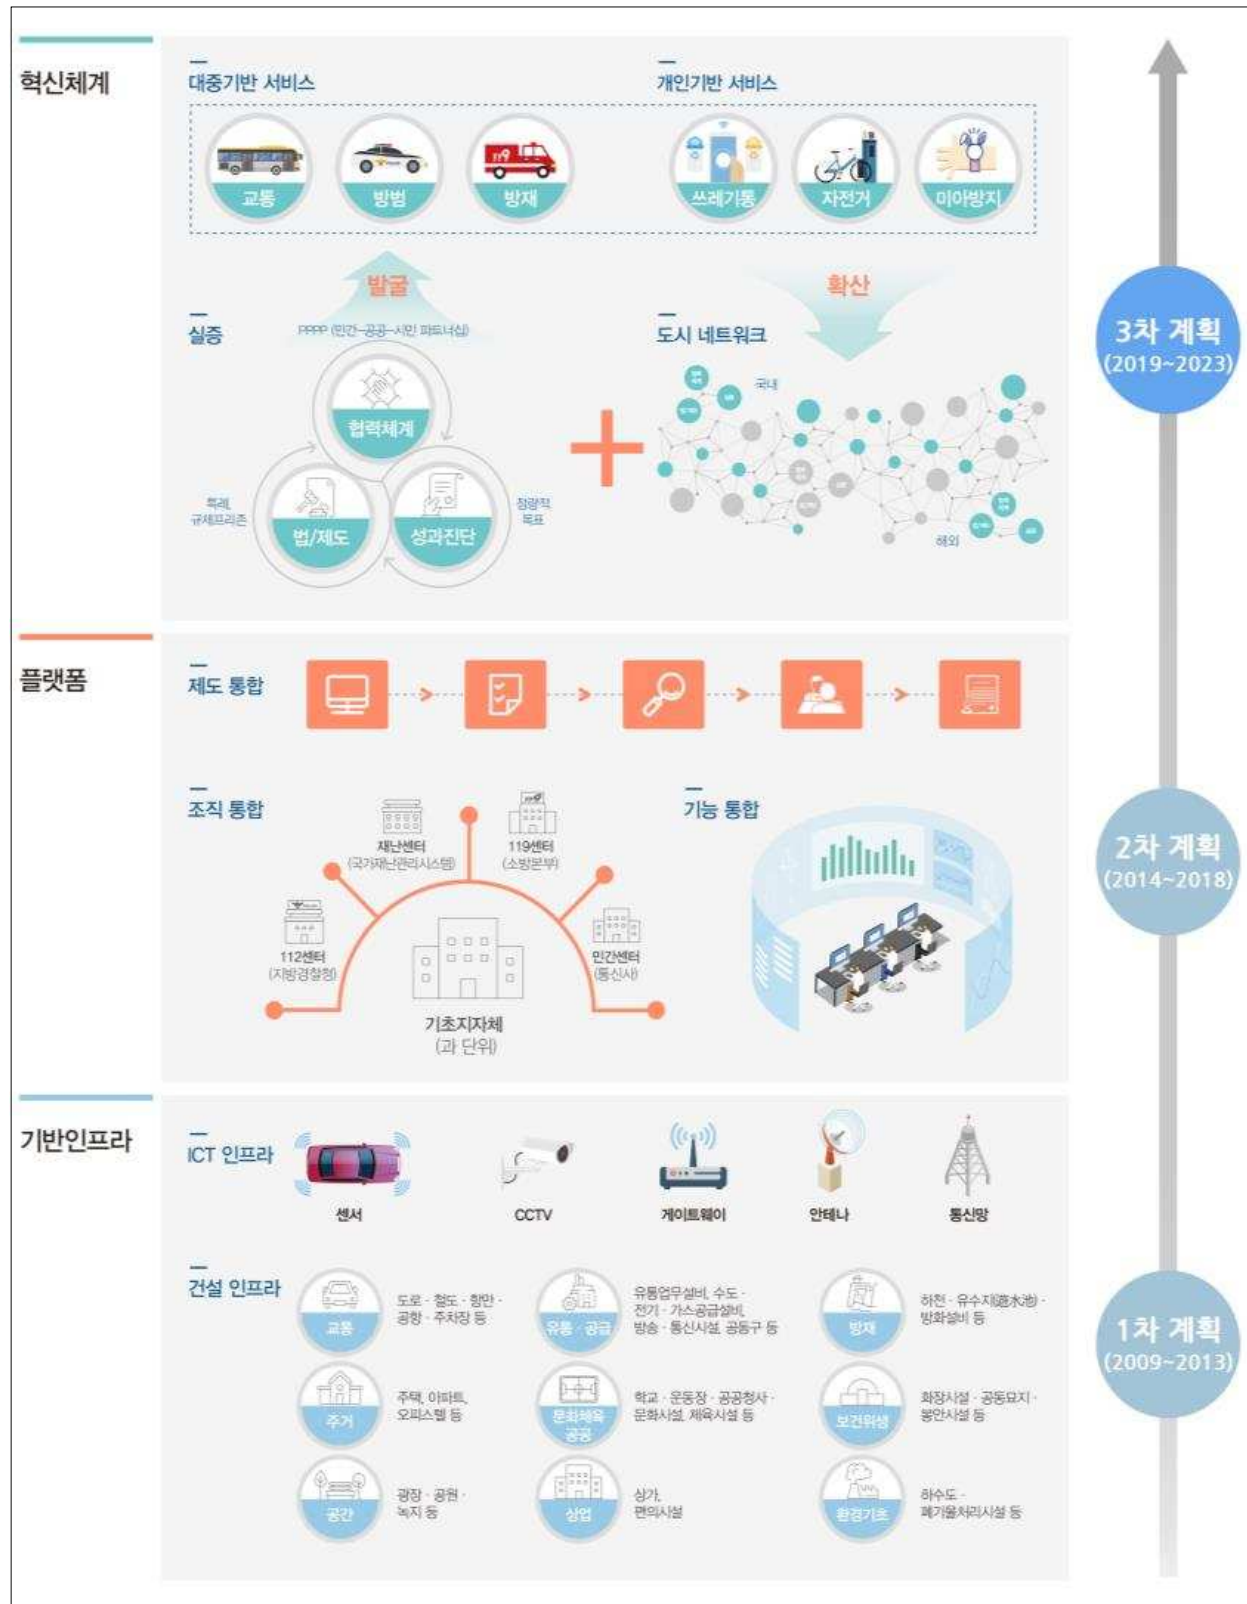 혁신체계
대중기반 서비스
개인기반 서비스
교통
방범
119
방재
쓰레기통
자전거
미아방지
발굴
확산
실증
PPPP (민간-공공-시민 파트너십)
도시 네트워크
협력체계
법/제도
성과진단
특례,
규제프리존
정량적
목표
국내
해외
3차 계획
(2019~2023)
플랫폼
제도 통합
조직 통합
기능 통합
재난센터
(국가재난관리시스템)
119센터
(소방본부)
112센터
(지방경찰청)
민간센터
(통신사)
기초지자체
(과 단위)
2차 계획
(2014~2018)
기반인프라
ICT 인프라
센서
CCTV
게이트웨이
안테나
통신망
건설 인프라
교통
도로 · 철도 · 항만 ·
공항 · 주차장 등
유통 · 공급
유통업무설비, 수도 ·
전기 · 가스공급설비,
방송 · 통신시설, 공동구 등
방재
하천 · 유수지(遊水池) ·
방화설비 등
주거
주택, 아파트,
오피스텔 등
문화체육
공공
학교 · 운동장 · 공공청사 ·
문화시설, 체육시설 등
보건위생
화장시설 · 공동묘지 ·
봉안시설 등
공간
광장 · 공원 ·
녹지 등
상업
상가,
편의시설
환경기초
하수도 ·
폐기물처리시설 등
1차 계획
(2009~2013)